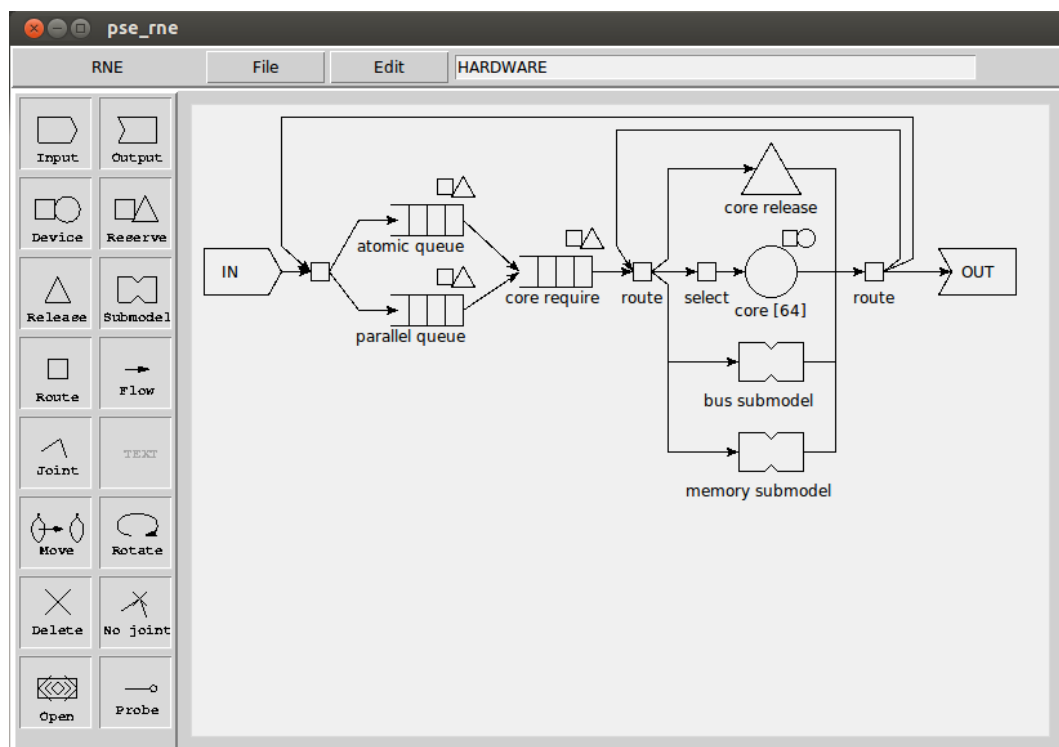 pse_rne
RNE
File
Edit
HARDWARE
Input
Output
Device
Reserve
Release
Submodel
Route
Flow
Joint
TEXT
Move
Rotate
Delete
No joint
Open
Probe
IN
atomic queue
parallel queue
core require
route
select
core release
core [64]
route
OUT
bus submodel
memory submodel